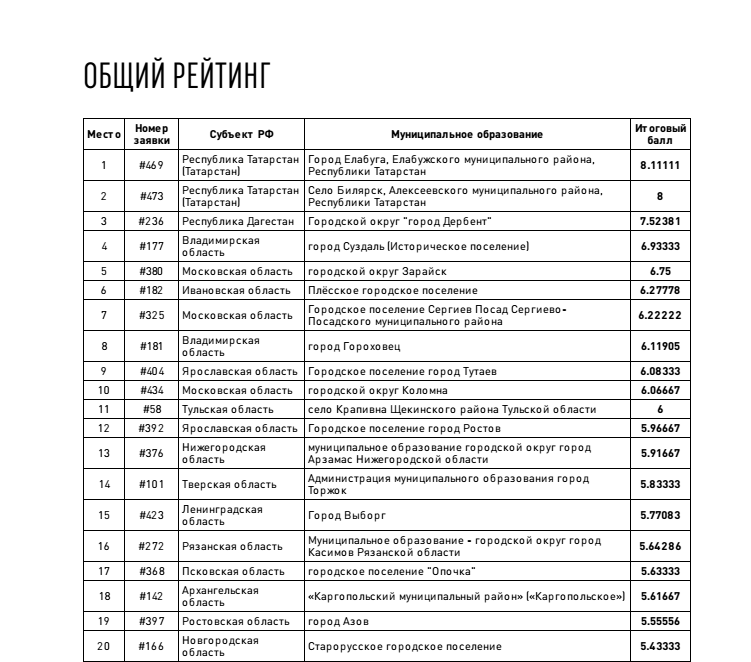 ОБЩИЙ РЕЙТИНГ
Место Номер заявки Субъект РФ Муниципальное образование Итоговый балл
1 #469 Республика Татарстан (Татарстан) Город Елабуга, Елабужского муниципального района, Республики Татарстан 8.11111
2 #473 Республика Татарстан (Татарстан) Село Билярск, Алексеевского муниципального района, Республики Татарстан 8
3 #236 Республика Дагестан Городской округ "город Дербент" 7.52381
4 #177 Владимирская область город Суздаль (Историческое поселение) 6.93333
5 #380 Московская область городской округ Зарайск 6.75
6 #182 Ивановская область Плёсское городское поселение 6.27778
7 #325 Московская область Городское поселение Сергиев Посад Сергиево-Посадского муниципального района 6.22222
8 #181 Владимирская область город Гороховец 6.11905
9 #404 Ярославская область Городское поселение город Тутаев 6.08333
10 #434 Московская область городской округ Коломна 6.06667
11 #58 Тульская область село Крапивна Щекинского района Тульской области 6
12 #392 Ярославская область Городское поселение город Ростов 5.96667
13 #376 Нижегородская область муниципальное образование городской округ город Арзамас Нижегородской области 5.91667
14 #101 Тверская область Администрация муниципального образования город Торжок 5.83333
15 #423 Ленинградская область Город Выборг 5.77083
16 #272 Рязанская область Муниципальное образование - городской округ город Касимов Рязанской области 5.64286
17 #368 Псковская область городское поселение "Опочка" 5.63333
18 #142 Архангельская область «Каргопольский муниципальный район» («Каргопольское») 5.61667
19 #397 Ростовская область город Азов 5.55556
20 #166 Новгородская область Старорусское городское поселение 5.43333